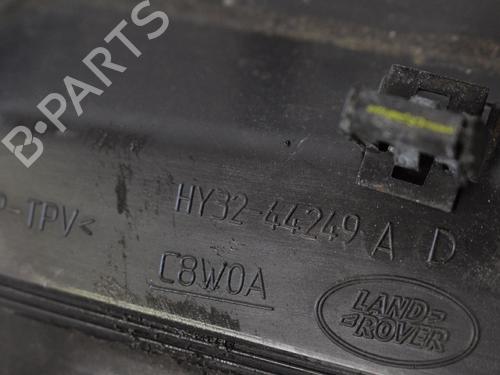 B-PARTS
P-TPV<
HY32-44249 A D
C8W0A
LAND
ROVER